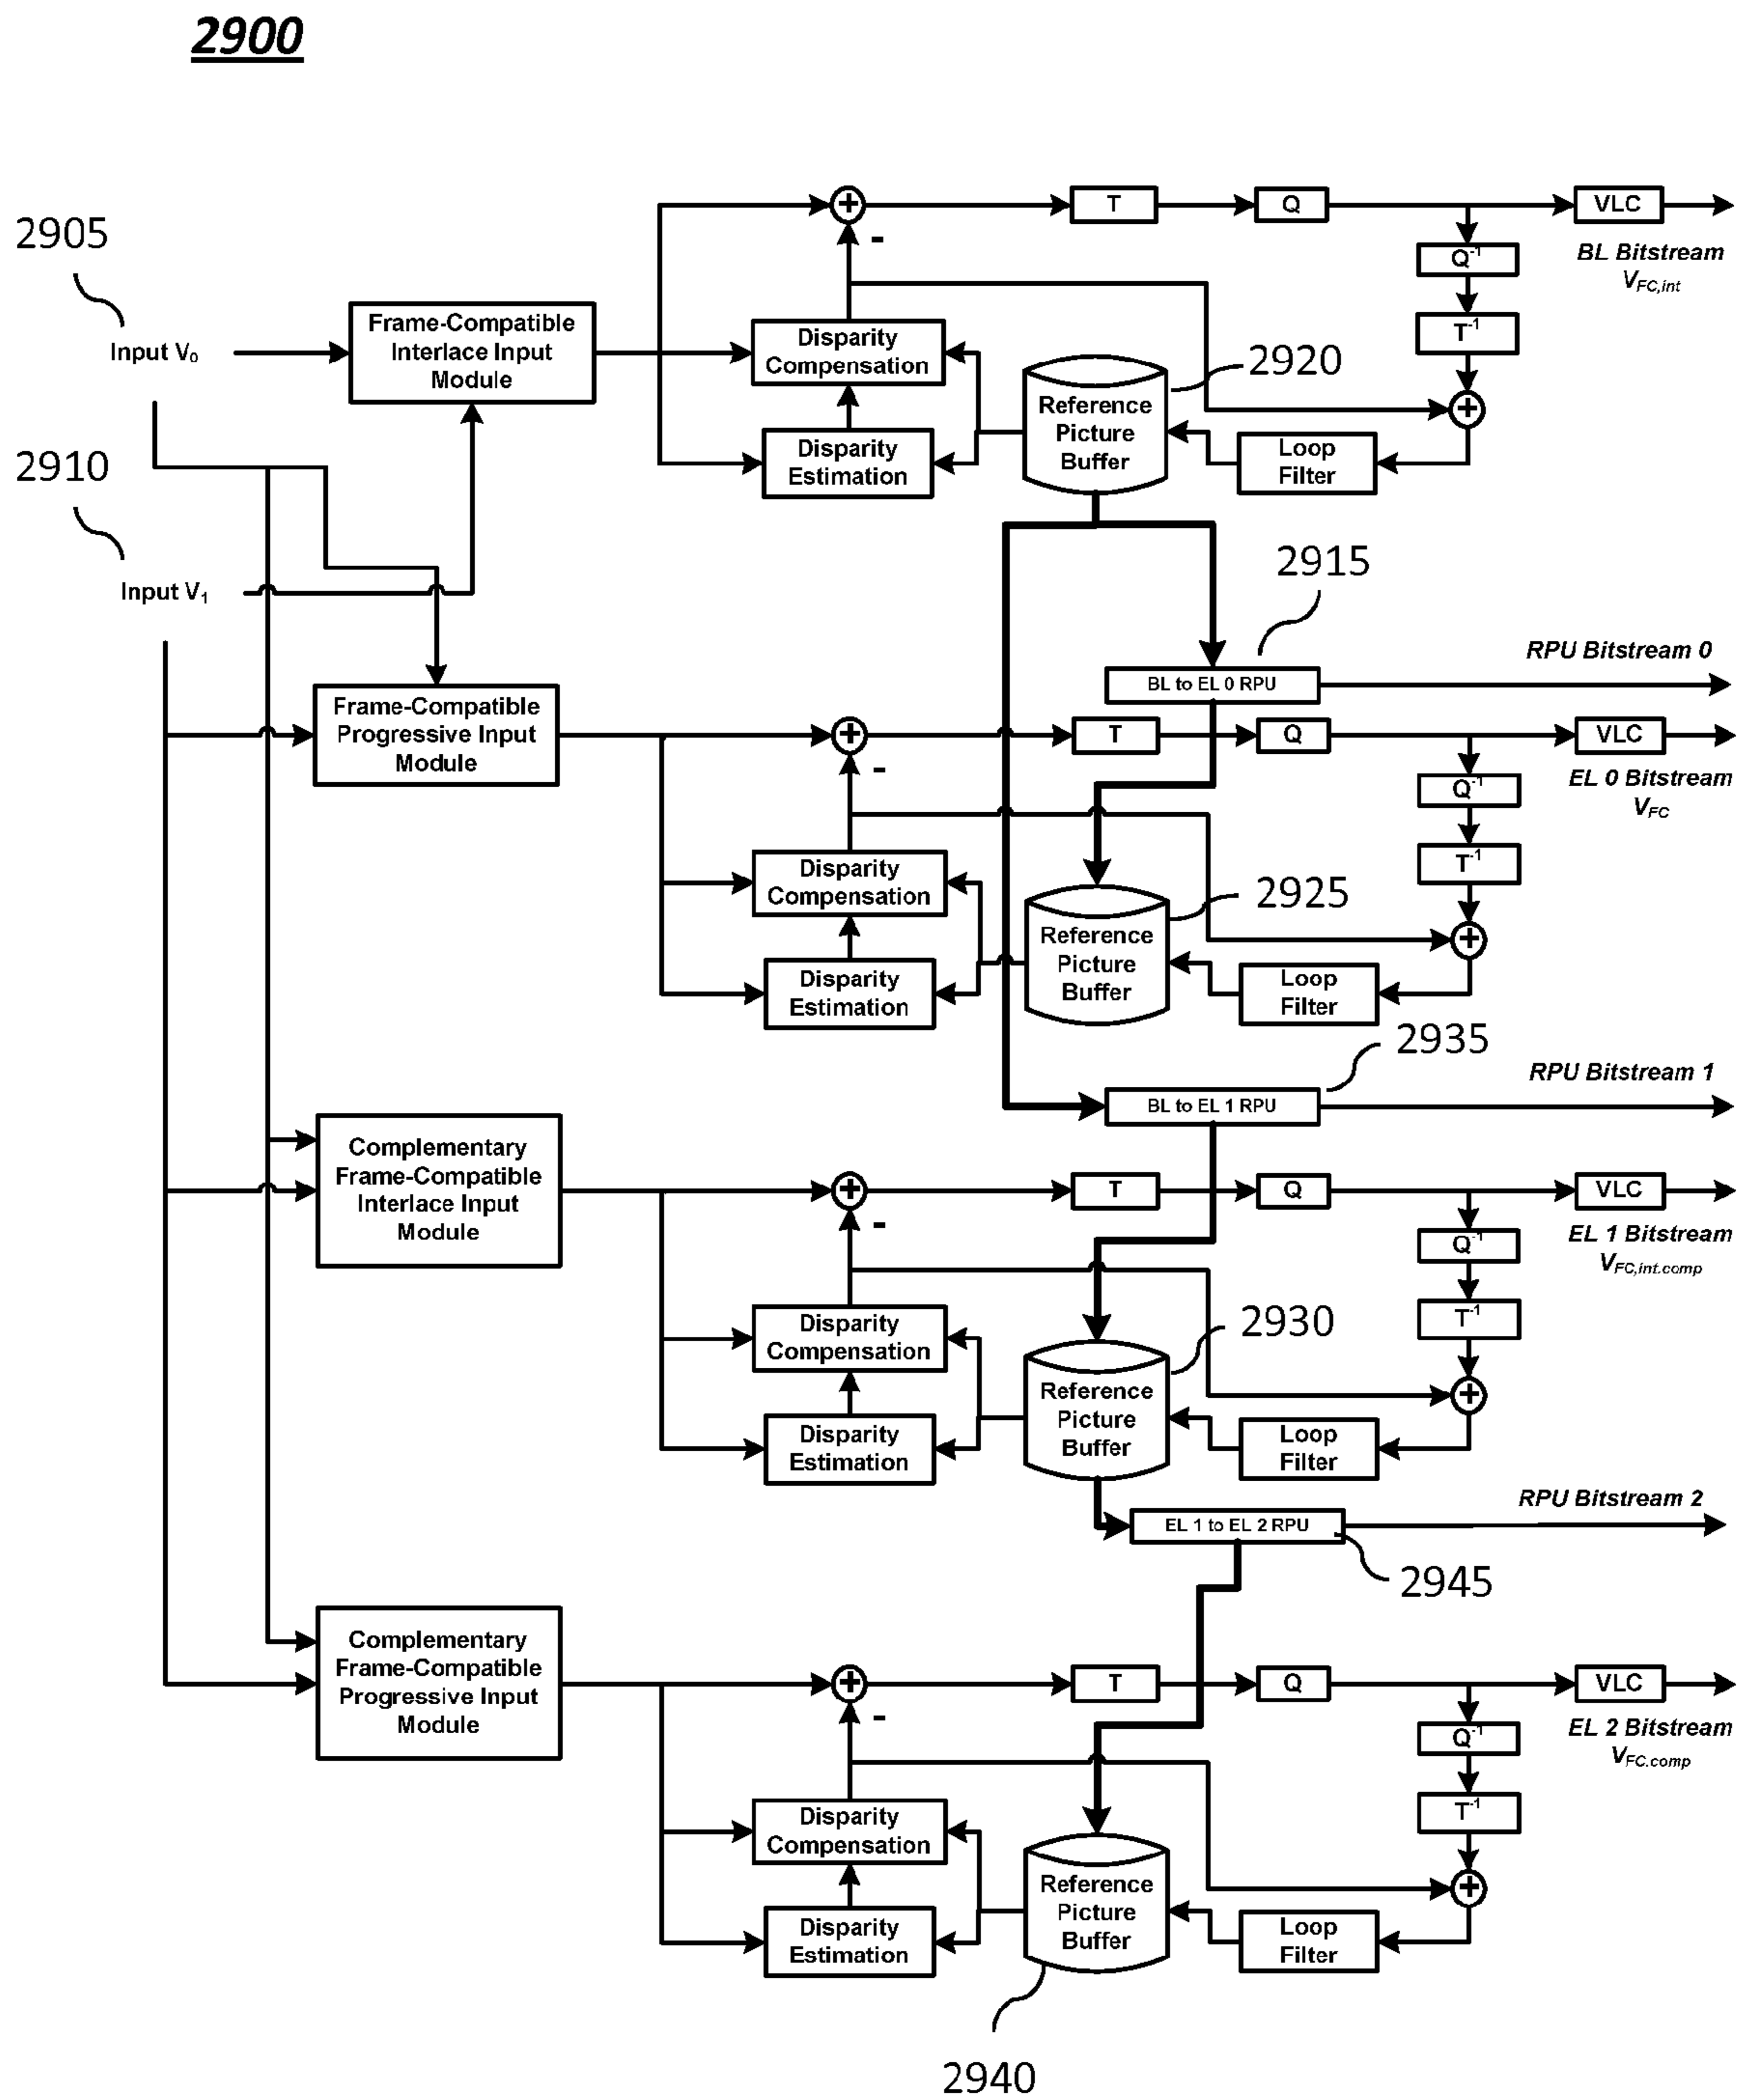 2900
2905
Input V0
2910
Input V1
Frame-Compatible
Interlace Input
Module
+
-
T
Q
VLC
BL Bitstream
VFC,int
Q-1
T-1
+
Disparity
Compensation
Disparity
Estimation
Reference
Picture
Buffer
2920
Loop
Filter
2915
BL to EL 0 RPU
RPU Bitstream 0
Frame-Compatible
Progressive Input
Module
+
-
T
Q
VLC
EL 0 Bitstream
VFC
Q-1
T-1
+
Disparity
Compensation
Disparity
Estimation
Reference
Picture
Buffer
2925
Loop
Filter
2935
BL to EL 1 RPU
RPU Bitstream 1
Complementary
Frame-Compatible
Interlace Input
Module
+
-
T
Q
VLC
EL 1 Bitstream
VFC,int.comp
Q-1
T-1
+
Disparity
Compensation
Disparity
Estimation
Reference
Picture
Buffer
2930
Loop
Filter
EL 1 to EL 2 RPU
RPU Bitstream 2
2945
Complementary
Frame-Compatible
Progressive Input
Module
+
-
T
Q
VLC
EL 2 Bitstream
VFC.comp
Q-1
T-1
+
Disparity
Compensation
Disparity
Estimation
Reference
Picture
Buffer
Loop
Filter
2940